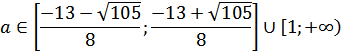 a ∈ [(−13 − √105)/8; (−13 + √105)/8] ∪ [1; +∞)